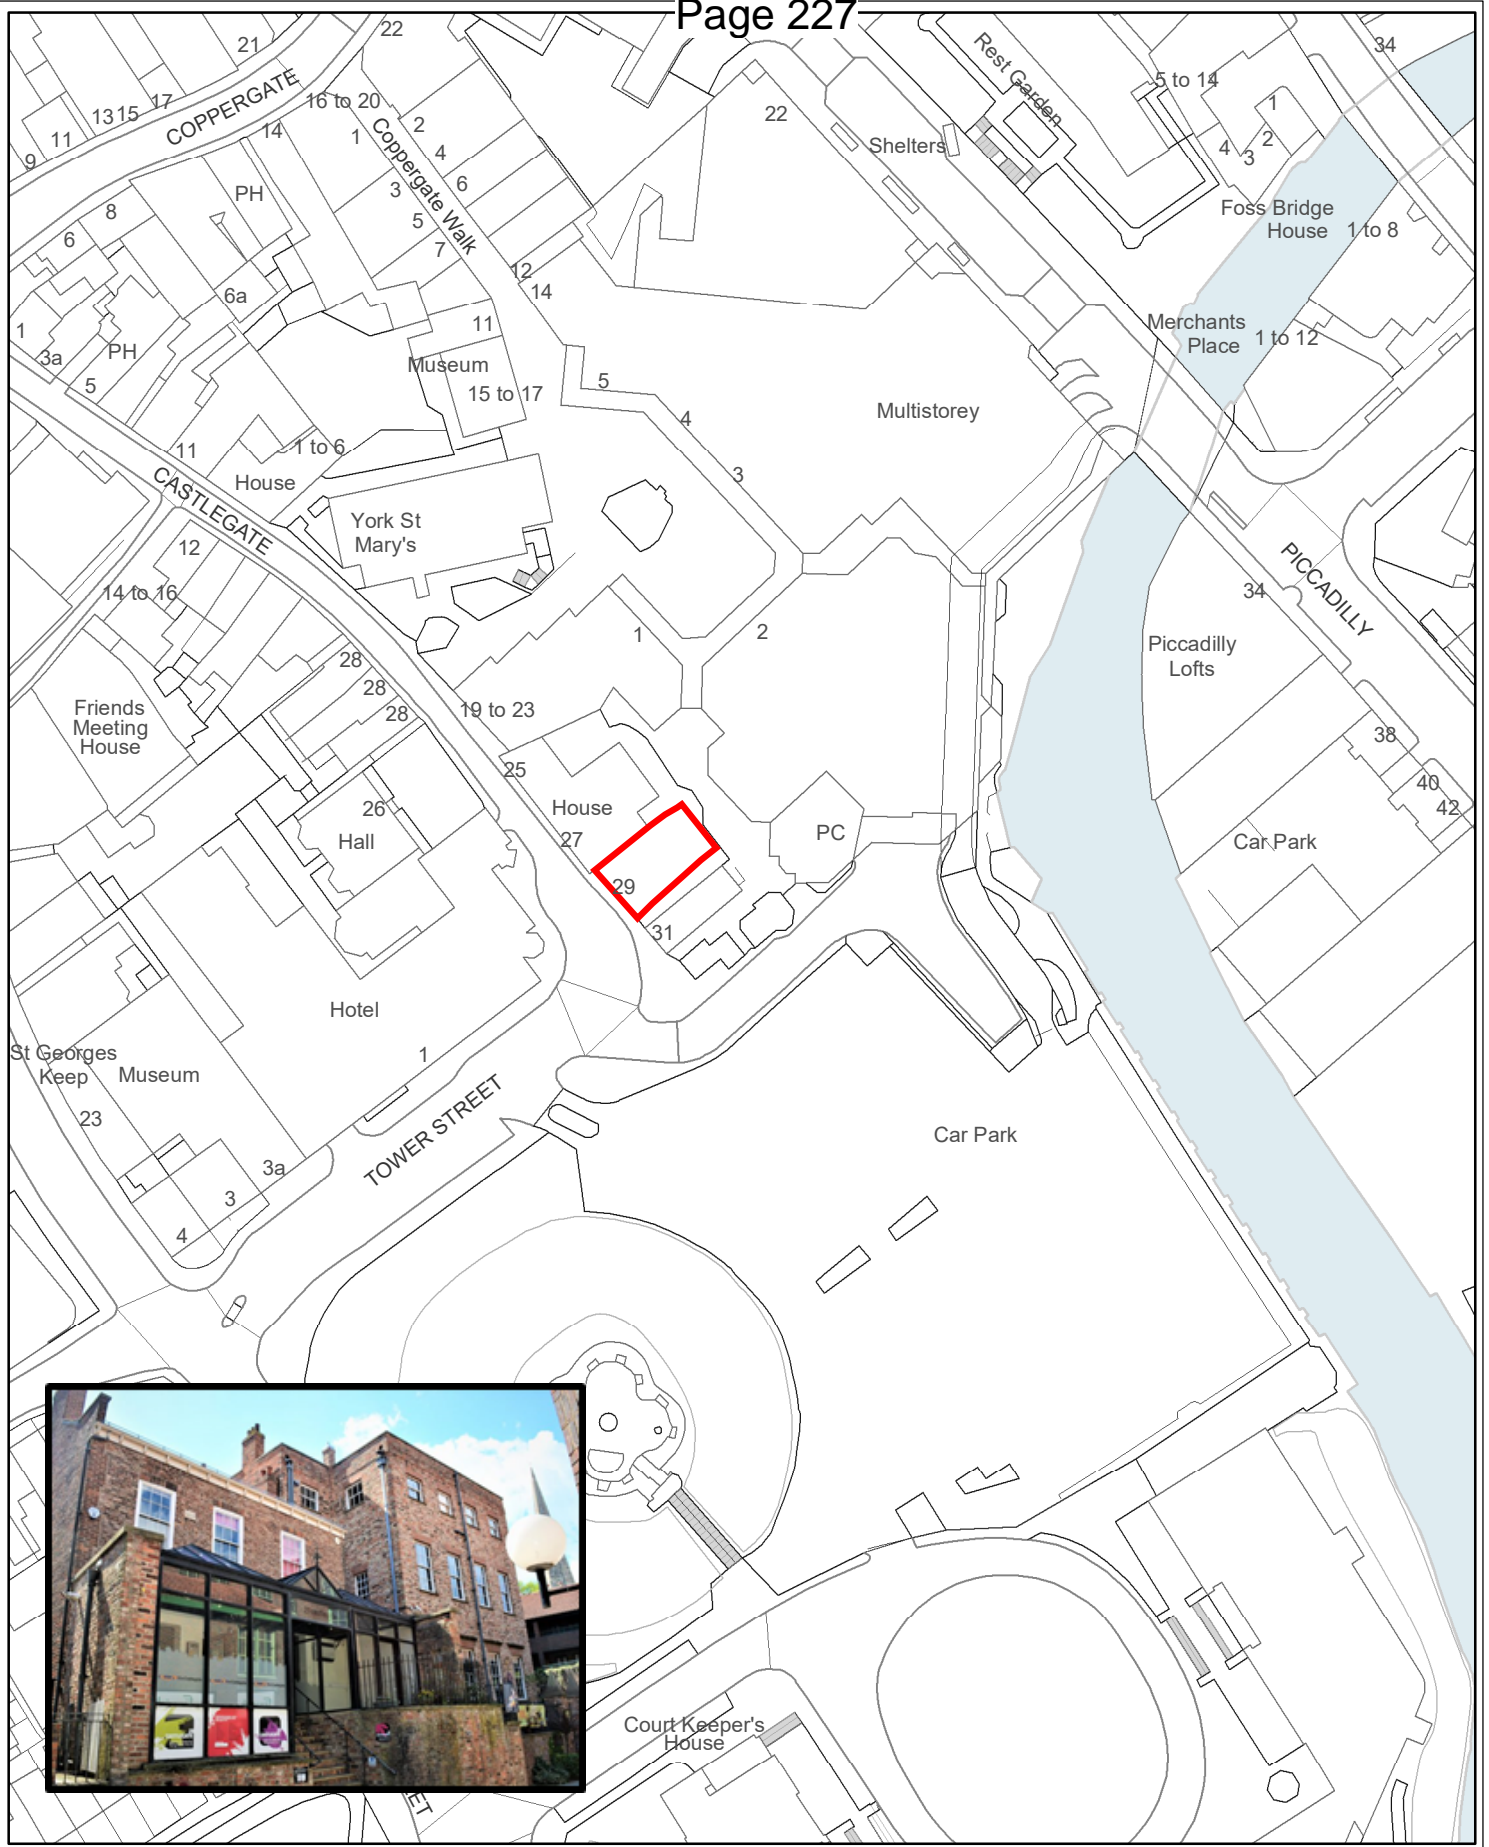 Page 227
22
21
34
Rest Garden
5 to 14
17
16 to 20
1
13 15
COPPERGATE
22
11
14
1
2
Coppergate Walk
Shelters
4
2
3
9
4
PH
3
6
8
5
Foss Bridge
House
1 to 8
6
7
12
6a
14
1
11
Merchants
Place
1 to 12
3a
PH
Museum
5
15 to 17
5
4
Multistorey
11
1 to 6
3
House
CASTLEGATE
York St
Mary's
12
PICCADILLY
14 to 16
34
1
2
Piccadilly
Lofts
28
28
28
Friends
Meeting
House
19 to 23
38
25
40
42
House
26
Hall
27
PC
Car Park
29
31
Hotel
St Georges
Keep
Museum
1
23
TOWER STREET
Car Park
3a
3
4
Court Keeper's
House
ET